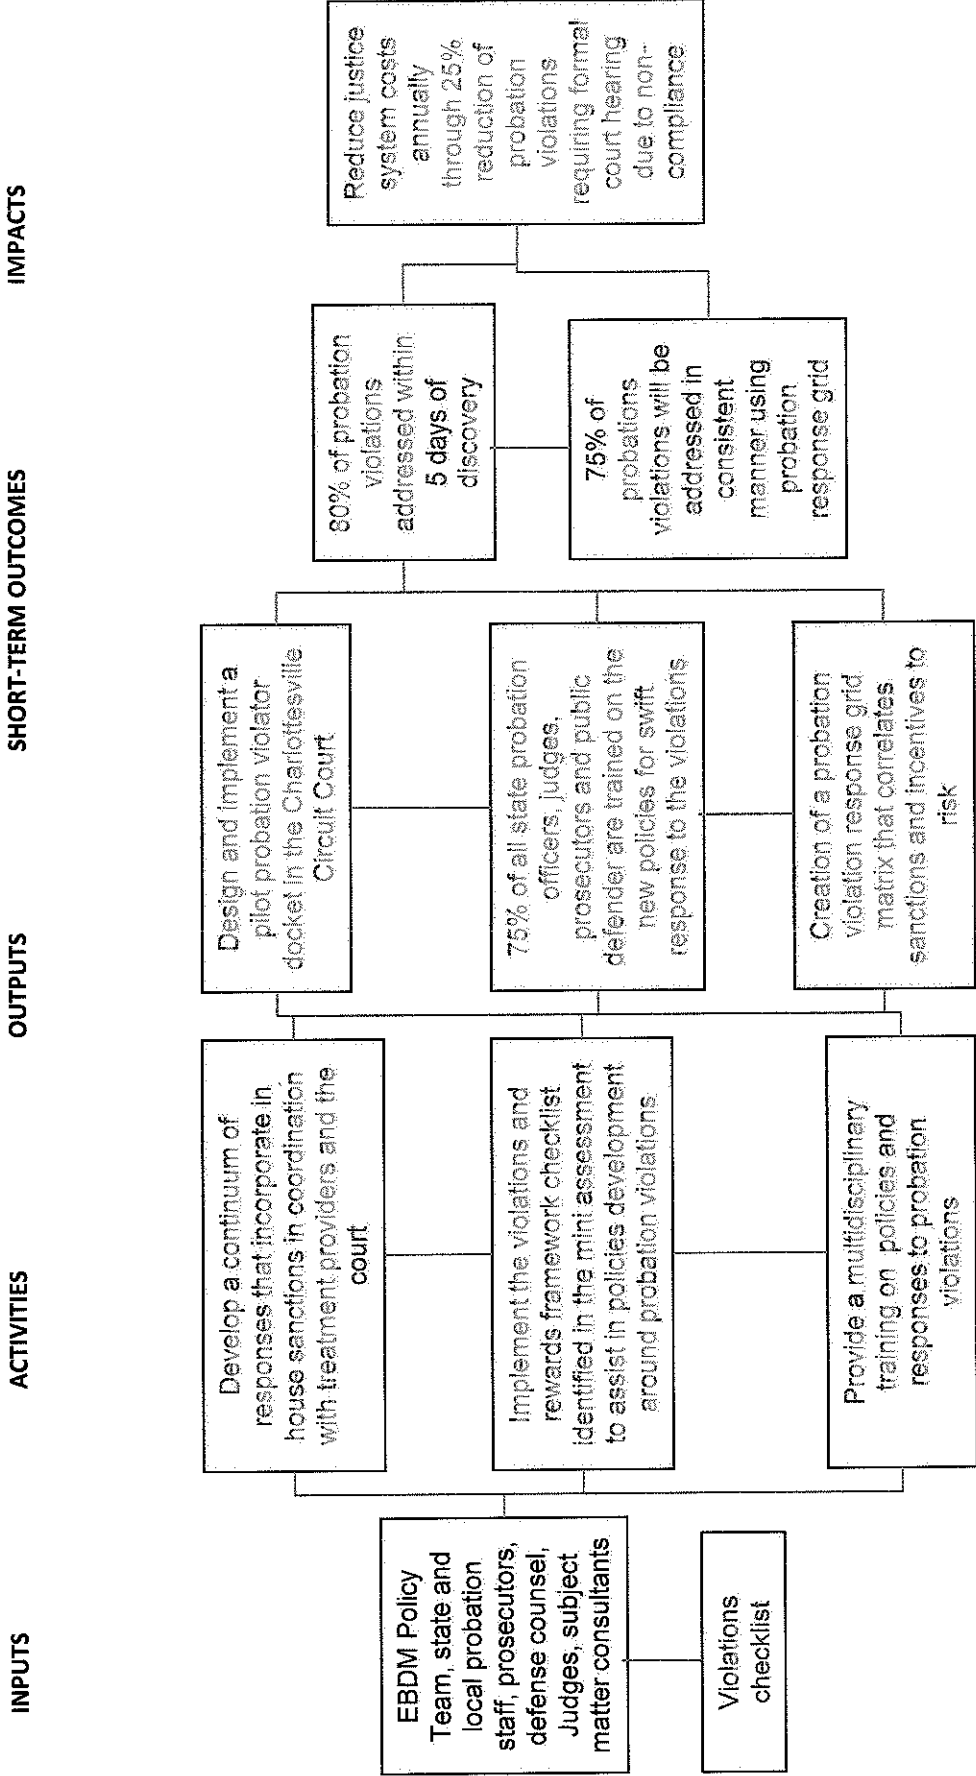 INPUTS
ACTIVITIES
OUTPUTS
SHORT-TERM OUTCOMES
IMPACTS
EBDM Policy
Team, state and
local probation
staff, prosecutors,
defense counsel,
Judges, subject
matter consultants
Violations
checklist
Develop a continuum of
responses that incorporate in
house sanctions in coordination
with treatment providers and the
court
Implement the violations and
rewards framework checklist
identified in the mini assessment
to assist in policies development
around probation violations
Provide a multidisciplinary
training on policies and
responses to probation
violations
Design and implement a
pilot probation violator
docket in the Charlottesville
Circuit Court
75% of all state probation
officers, judges,
prosecutors and public
defender are trained on the
new policies for swift
response to the violations
Creation of a probation
violation response grid
matrix that correlates
sanctions and incentives to
risk
80% of probation
violations
addressed within
5 days of
discovery
75% of
probations
violations will be
addressed in
consistent
manner using
probation
response grid
Reduce justice
system costs
annually
through 25%
reduction of
probation
violations
requiring formal
court hearing
due to non-
compliance